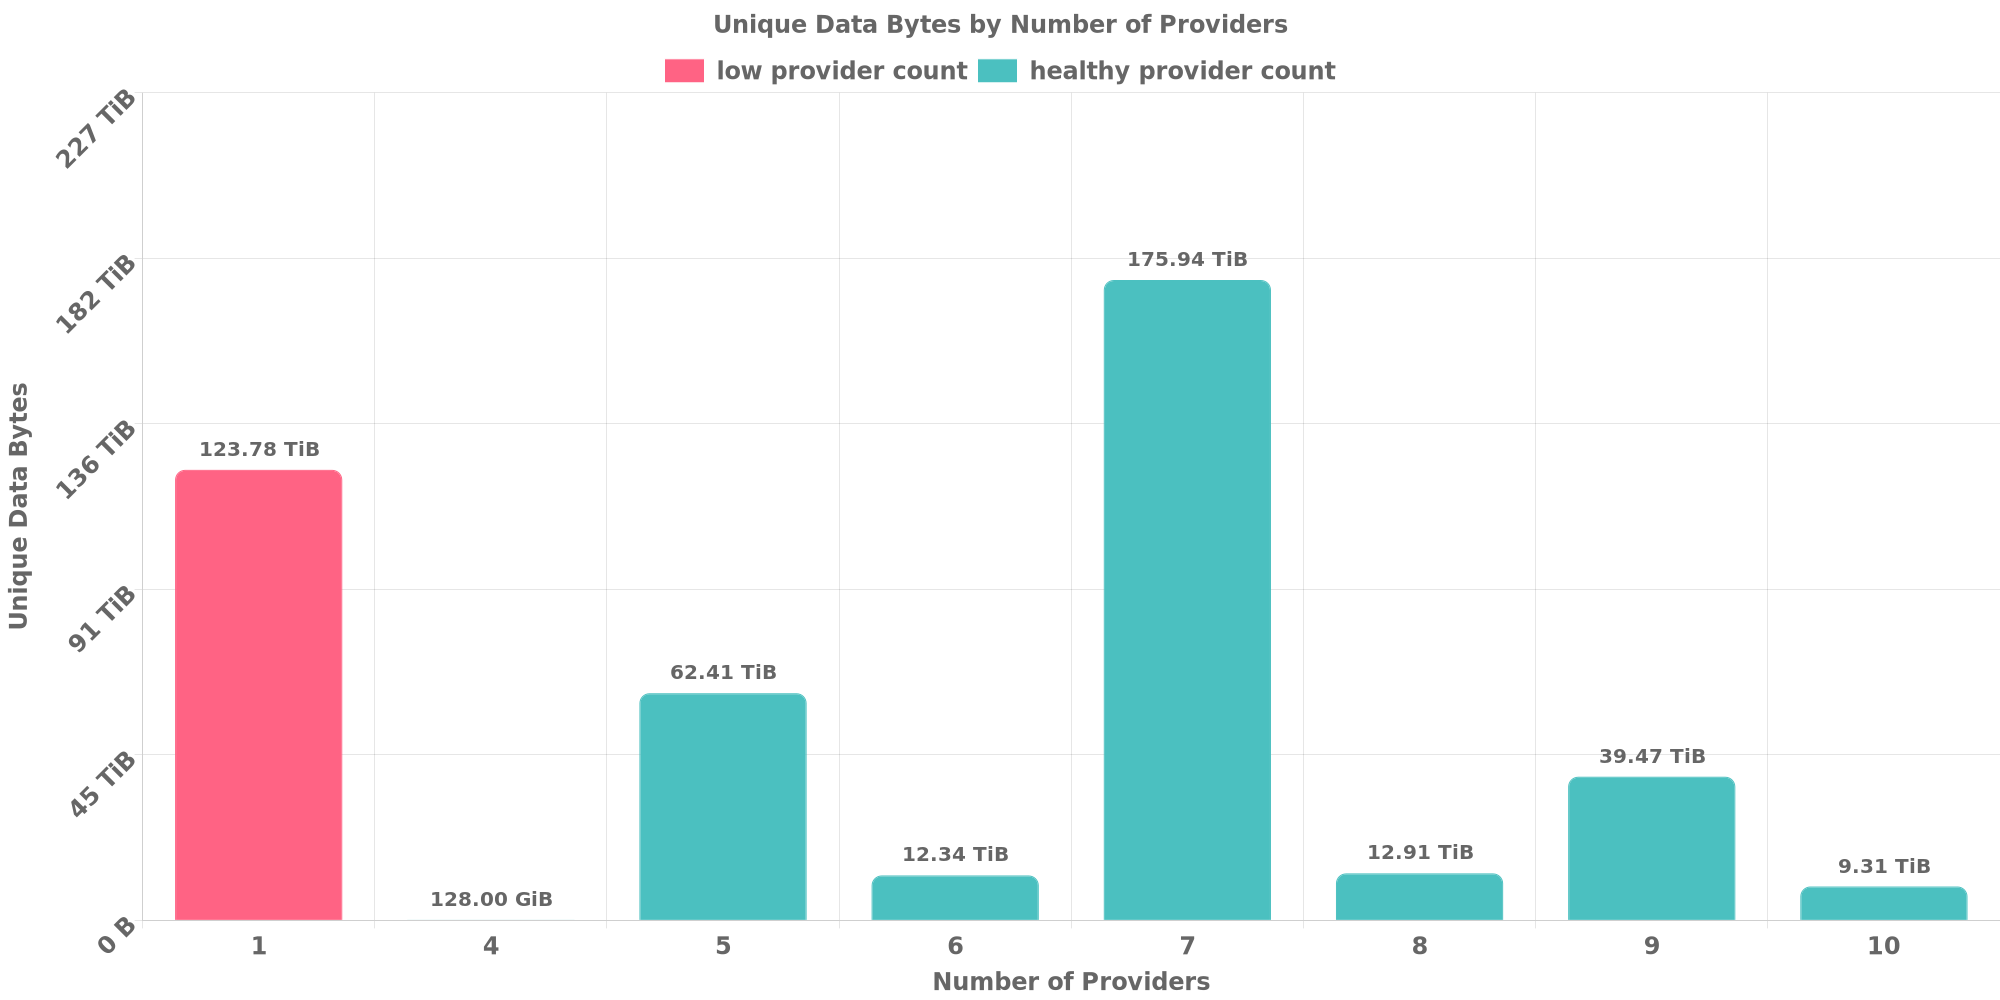 Unique Data Bytes by Number of Providers
low provider count healthy provider count
227 TiB
182 TiB
136 TiB
91 TiB
45 TiB
0 B
Unique Data Bytes
123.78 TiB
128.00 GiB
62.41 TiB
12.34 TiB
175.94 TiB
12.91 TiB
39.47 TiB
9.31 TiB
1 4 5 6 7 8 9 10
Number of Providers